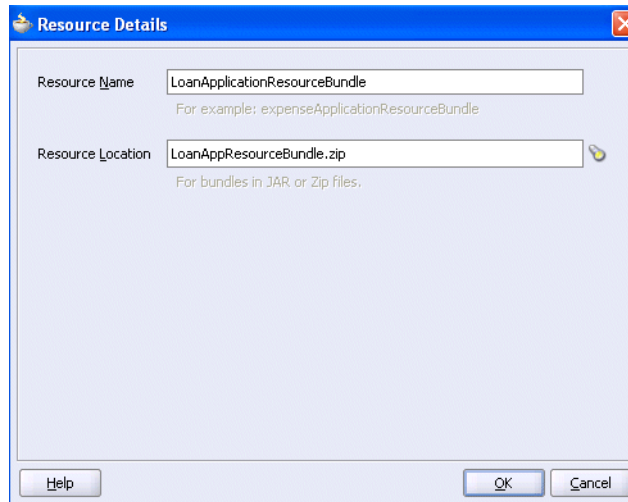 Resource Details
Resource Name LoanApplicationResourceBundle
For example: expenseApplicationResourceBundle
Resource Location LoanAppResourceBundle.zip
For bundles in JAR or Zip files.
Help OK Cancel